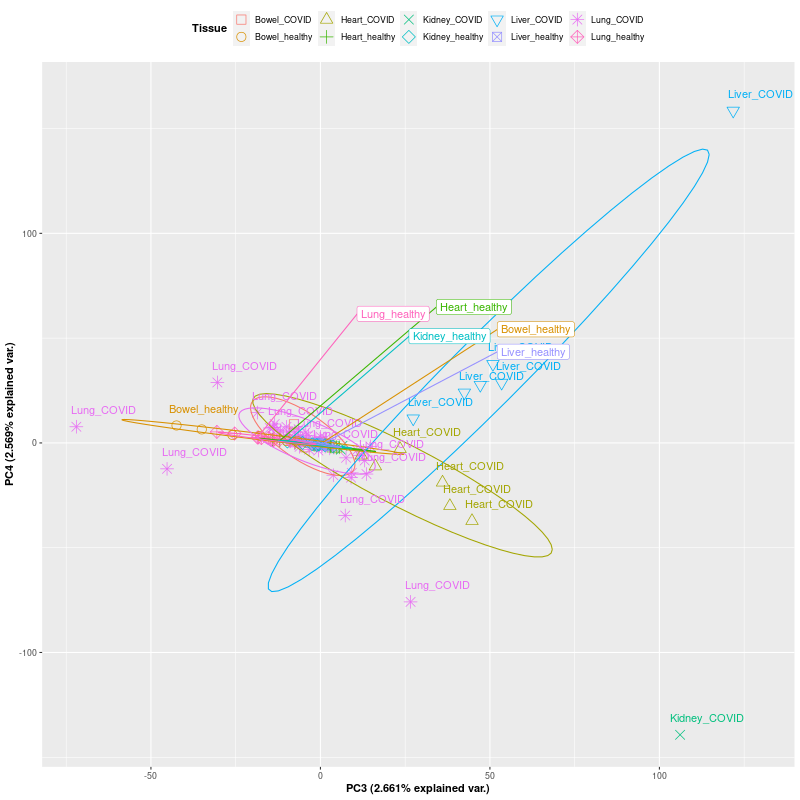 Tissue
Bowel_COVID Heart_COVID Kidney_COVID Liver_COVID Lung_COVID
Bowel_healthy Heart_healthy Kidney_healthy Liver_healthy Lung_healthy
Liver_COVID
100
Heart_healthy
Lung_healthy
Bowel_healthy
Kidney_healthy
Liver_healthy
Lung_COVID
Liver_COVID
Liver_COVID
Lung_COVID
Liver_COVID
Lung_COVID
Bowel_healthy
Lung_COVID
Heart_COVID
0
Lung_COVID
Lung_COVID
Heart_COVID
Heart_COVID
Lung_COVID
Heart_COVID
Lung_COVID
-100
Kidney_COVID
-50 0 50 100
PC3 (2.661% explained var.)
PC4 (2.569% explained var.)